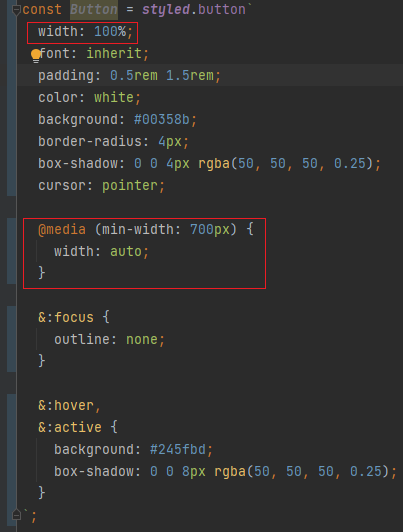 const Button = styled.button`
width: 100%;
font: inherit;
padding: 0.5rem 1.5rem;
color: white;
background: #00358b;
border-radius: 4px;
box-shadow: 0 0 4px rgba(50, 50, 50, 0.25);
cursor: pointer;
@media (min-width: 700px) {
width: auto;
}
&:focus {
outline: none;
}
&:hover,
&:active {
background: #245fbd;
box-shadow: 0 0 8px rgba(50, 50, 50, 0.25);
}
`;